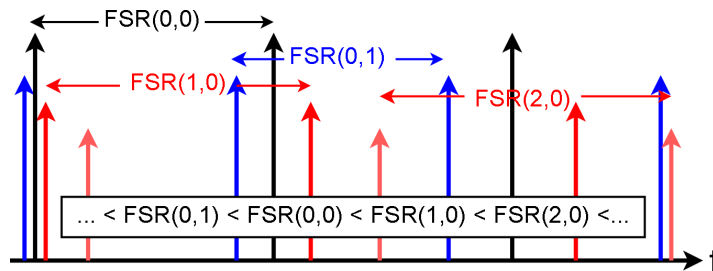 FSR(0,0)
FSR(0,1)
FSR(1,0)
FSR(2,0)
... < FSR(0,1) < FSR(0,0) < FSR(1,0) < FSR(2,0) <...
f